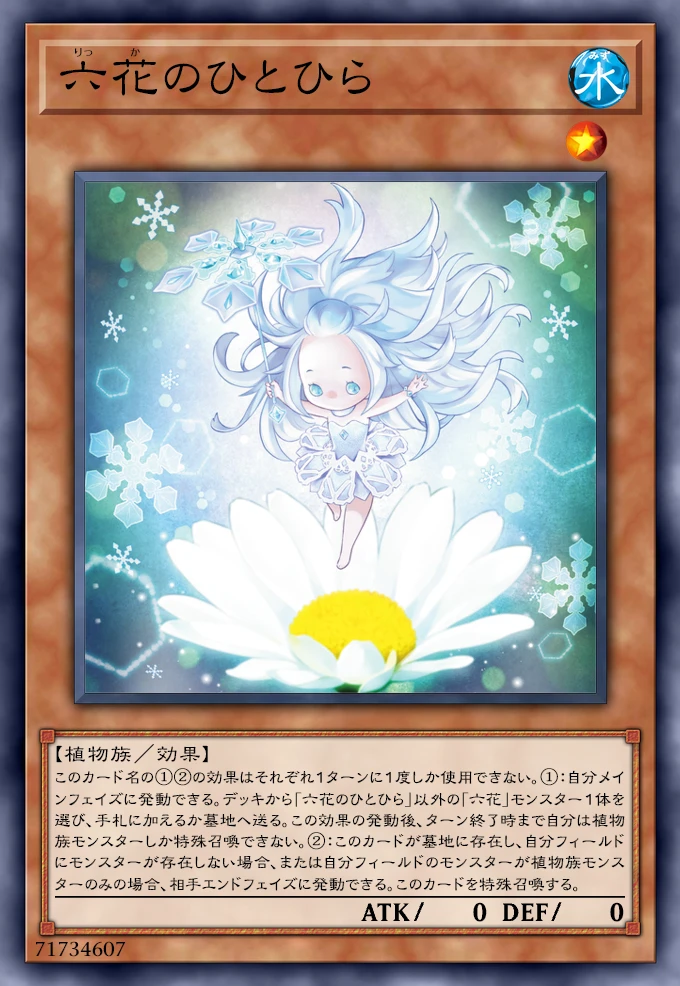 りっ か
六花のひとひら
みず
水
【植物族／効果】
このカード名の①②の効果はそれぞれ1ターンに1度しか使用できない。①：自分メイ
ンフェイズに発動できる。デッキから「六花のひとひら」以外の「六花」モンスター1体を
選び、手札に加えるか墓地へ送る。この効果の発動後、ターン終了時まで自分は植物
族モンスターしか特殊召喚できない。②：このカードが墓地に存在し、自分フィールド
にモンスターが存在しない場合、または自分フィールドのモンスターが植物族モンス
ターのみの場合、相手エンドフェイズに発動できる。このカードを特殊召喚する。
ATK/ 0 DEF/ 0
71734607